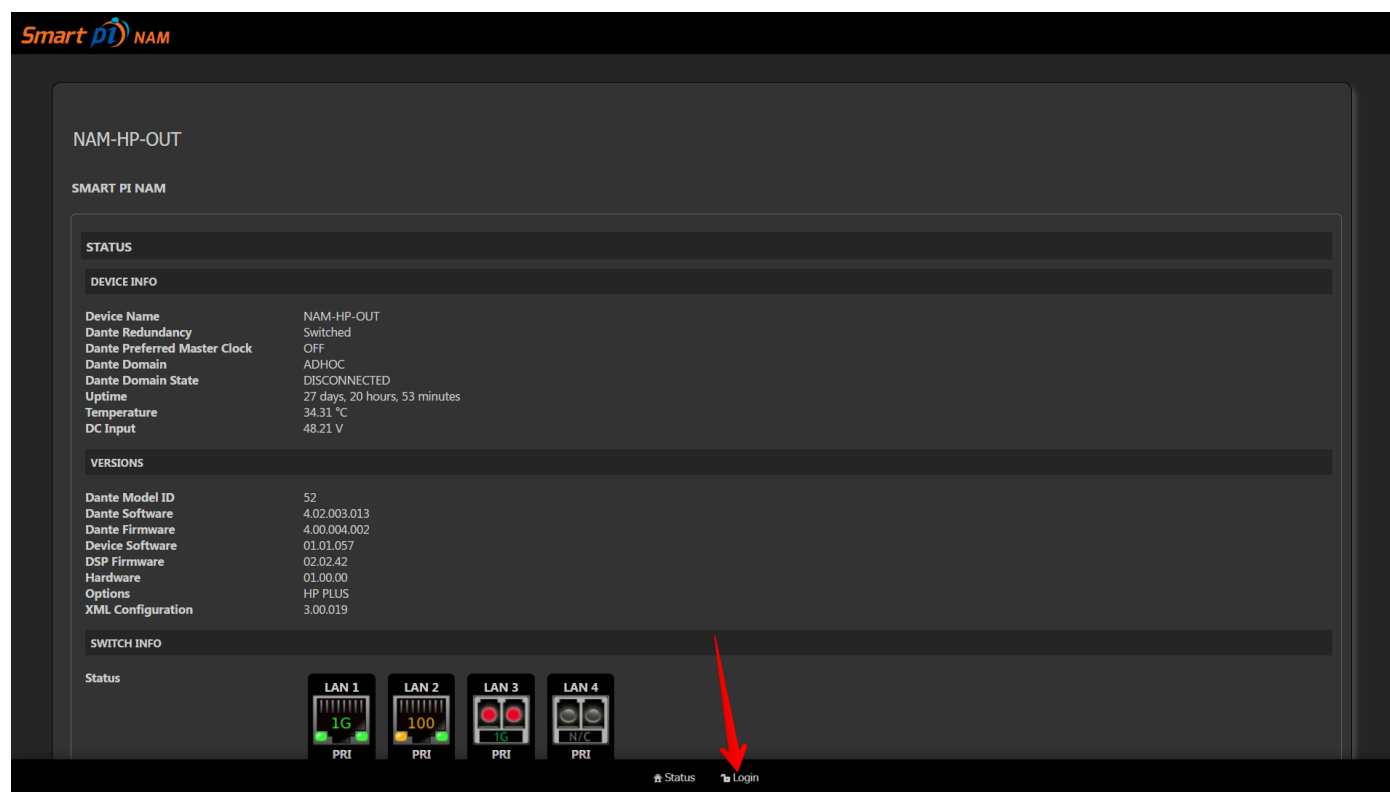 Smart pi NAM
NAM-HP-OUT
SMART PI NAM
STATUS
DEVICE INFO
Device Name NAM-HP-OUT
Dante Redundancy Switched
Dante Preferred Master Clock OFF
Dante Domain ADHOC
Dante Domain State DISCONNECTED
Uptime 27 days, 20 hours, 53 minutes
Temperature 34.31 °C
DC Input 48.21 V
VERSIONS
Dante Model ID 52
Dante Software 4.02.003.013
Dante Firmware 4.00.004.002
Device Software 01.01.057
DSP Firmware 02.02.42
Hardware 01.00.00
Options HP PLUS
XML Configuration 3.00.019
SWITCH INFO
Status
LAN 1 LAN 2 LAN 3 LAN 4
1G 100 1G N/C
PRI PRI PRI PRI
Status Login